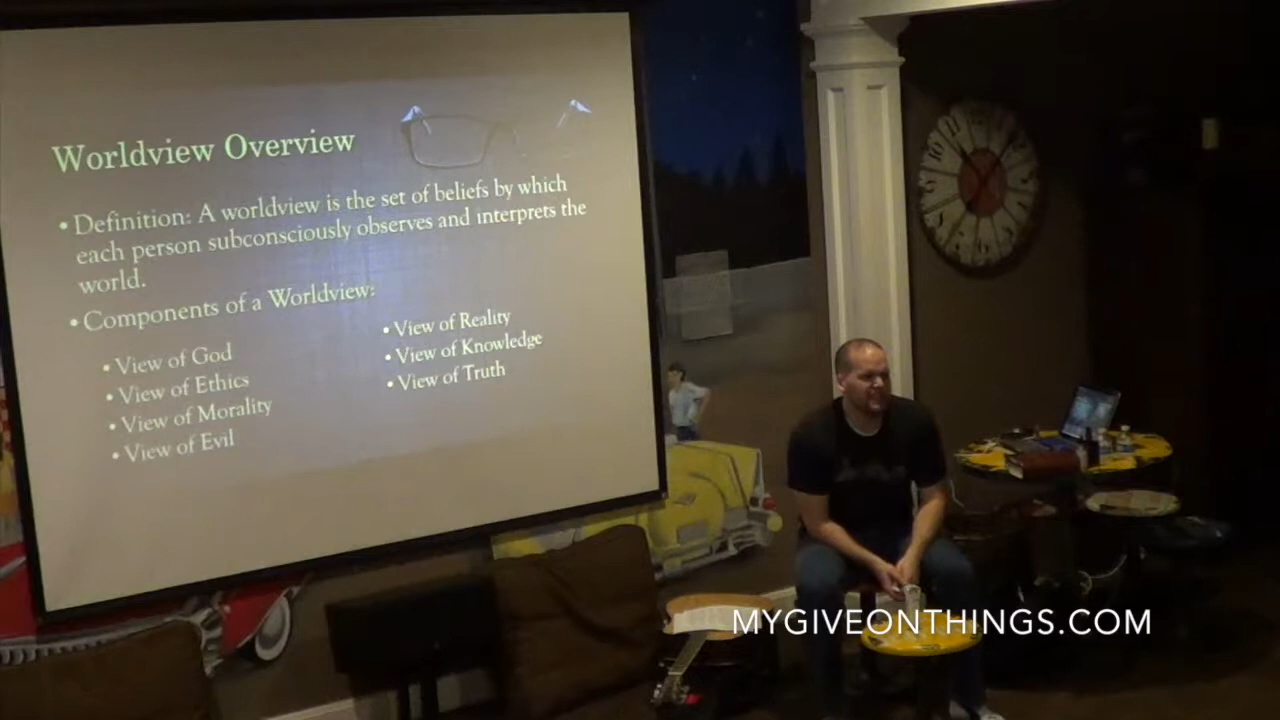 Worldview Overview
• Definition: A worldview is the set of beliefs by which
each person subconsciously observes and interprets the
world.
• Components of a Worldview:
• View of God
• View of Ethics
• View of Morality
• View of Evil
• View of Reality
• View of Knowledge
• View of Truth
MYGIVEONTHINGS.COM